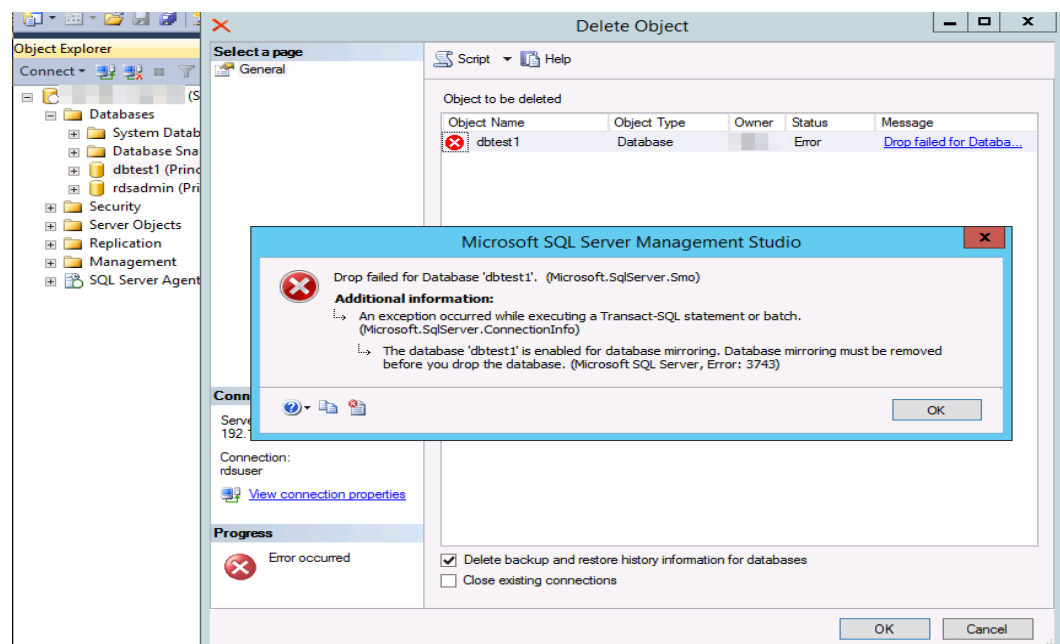 Delete Object
Object Explorer
Connect
(S
Databases
System Datab
Database Sna
dbtest1 (Princ
rdsadmin (Pri
Security
Server Objects
Replication
Management
SQL Server Agent
Select a page
General
Script
Help
Object to be deleted
Object Name Object Type Owner Status Message
dbtest1 Database Error Drop failed for Databa...
Microsoft SQL Server Management Studio
Drop failed for Database 'dbtest1'. (Microsoft.SqlServer.Smo)
Additional information:
An exception occurred while executing a Transact-SQL statement or batch.
(Microsoft.SqlServer.ConnectionInfo)
The database 'dbtest1' is enabled for database mirroring. Database mirroring must be removed
before you drop the database. (Microsoft SQL Server, Error: 3743)
OK
Conn
Serve
192.
Connection:
rdsuser
View connection properties
Progress
Error occurred
Delete backup and restore history information for databases
Close existing connections
OK Cancel